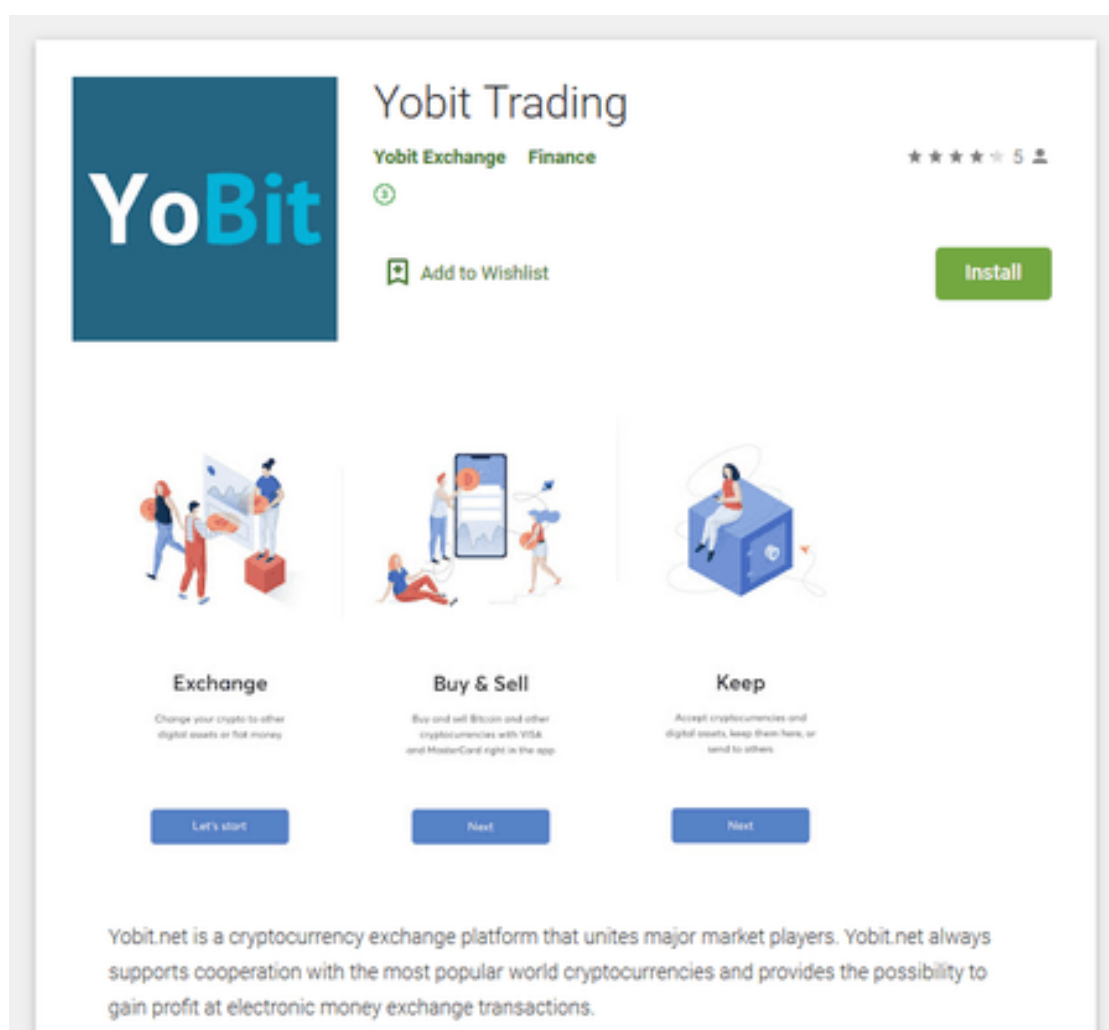 YoBit
Yobit Trading
Yobit Exchange Finance
5
3
Add to Wishlist
Install
Exchange
Change your crypto to other
digital assets or fiat money
Let's start
Buy & Sell
Buy and sell Bitcoin and other
cryptocurrencies with VISA
and MasterCard right in the app
Next
Keep
Accept cryptocurrencies and
digital assets, keep them here, or
send to others
Next
Yobit.net is a cryptocurrency exchange platform that unites major market players. Yobit.net always
supports cooperation with the most popular world cryptocurrencies and provides the possibility to
gain profit at electronic money exchange transactions.